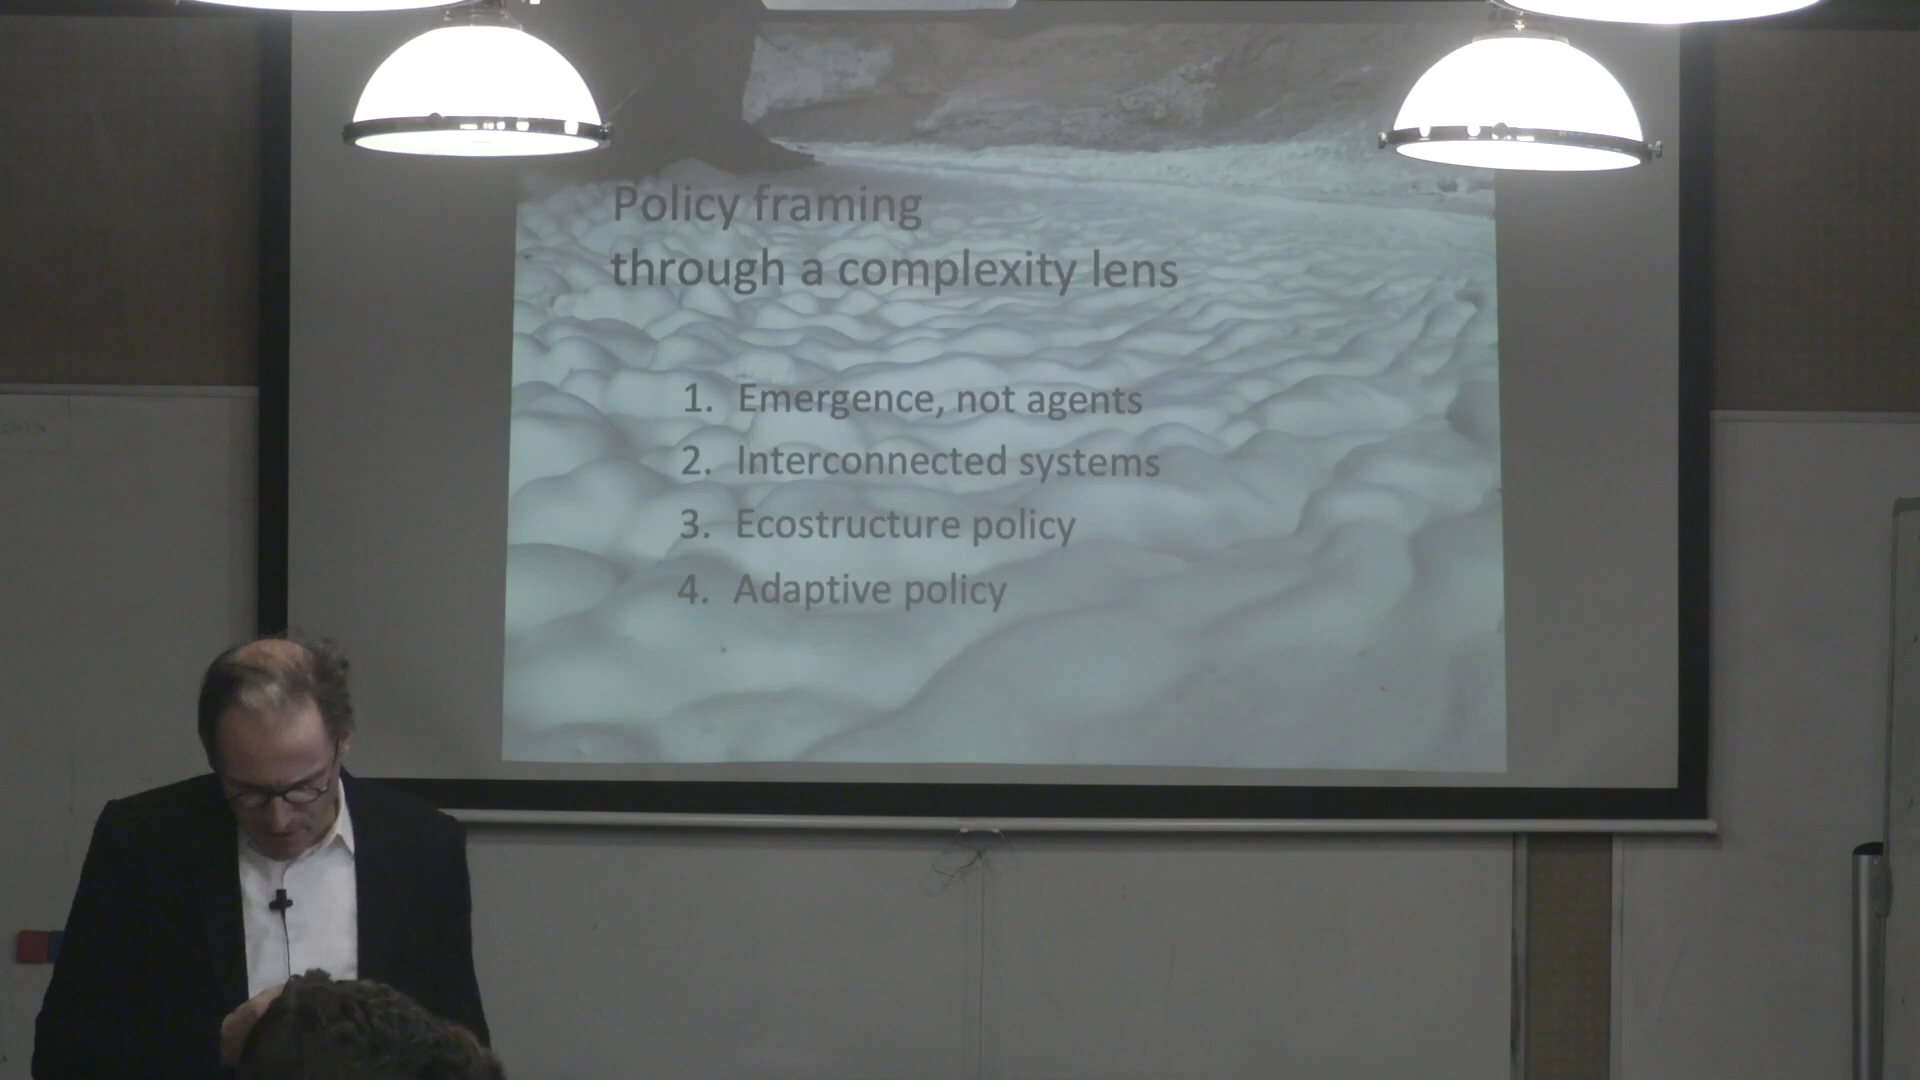 Policy framing
through a complexity lens
1. Emergence, not agents
2. Interconnected systems
3. Ecostructure policy
4. Adaptive policy